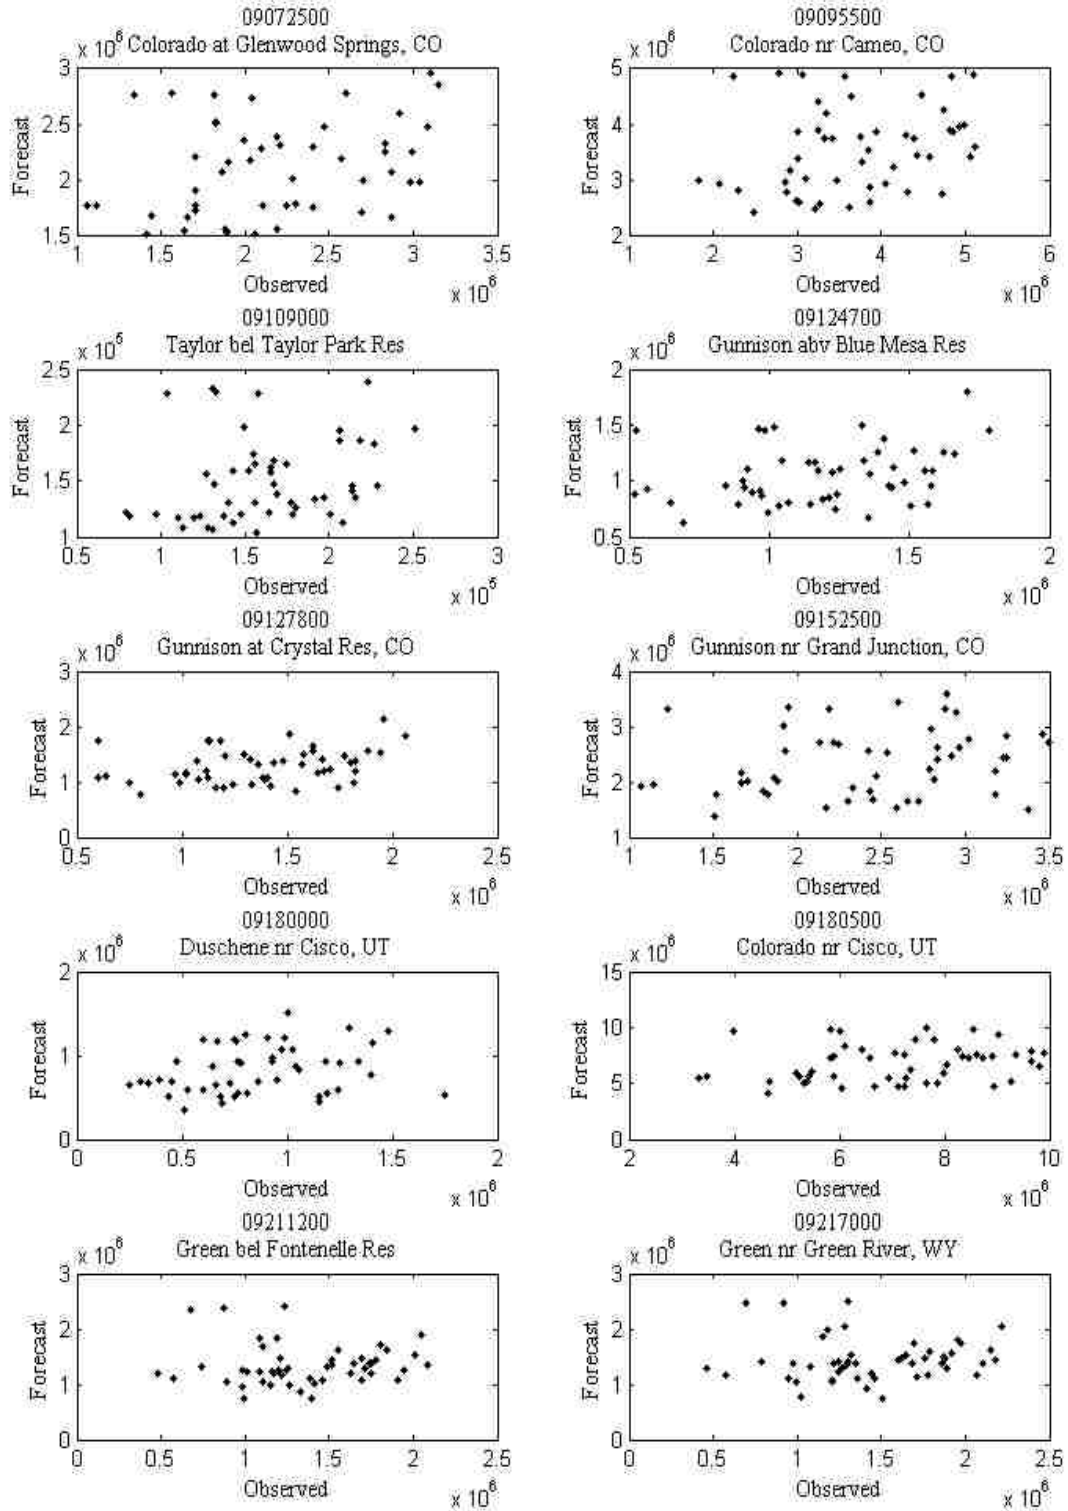 09072500
Colorado at Glenwood Springs, CO
x 10^6
3
2.5
2
1.5
Forecast
1 1.5 2 2.5 3 3.5
Observed
x 10^6
09095500
Colorado nr Cameo, CO
x 10^6
5
4
3
2
Forecast
1 2 3 4 5 6
Observed
x 10^6
09109000
Taylor bel Taylor Park Res
x 10^5
2.5
2
1.5
1
Forecast
0.5 1 1.5 2 2.5 3
Observed
x 10^5
09124700
Gunnison abv Blue Mesa Res
x 10^6
2
1.5
1
0.5
Forecast
0.5 1 1.5 2
Observed
x 10^6
09127800
Gunnison at Crystal Res, CO
x 10^6
3
2
1
0
Forecast
0.5 1 1.5 2 2.5
Observed
x 10^6
09152500
Gunnison nr Grand Junction, CO
x 10^6
4
3
2
1
Forecast
1 1.5 2 2.5 3 3.5
Observed
x 10^6
09180000
Duschene nr Cisco, UT
x 10^6
2
1
0
Forecast
0 0.5 1 1.5 2
Observed
x 10^6
09180500
Colorado nr Cisco, UT
x 10^6
15
10
5
0
Forecast
2 4 6 8 10
Observed
x 10^6
09211200
Green bel Fontenelle Res
x 10^6
3
2
1
0
Forecast
0 0.5 1 1.5 2 2.5
Observed
x 10^6
09217000
Green nr Green River, WY
x 10^6
3
2
1
0
Forecast
0 0.5 1 1.5 2 2.5
Observed
x 10^6